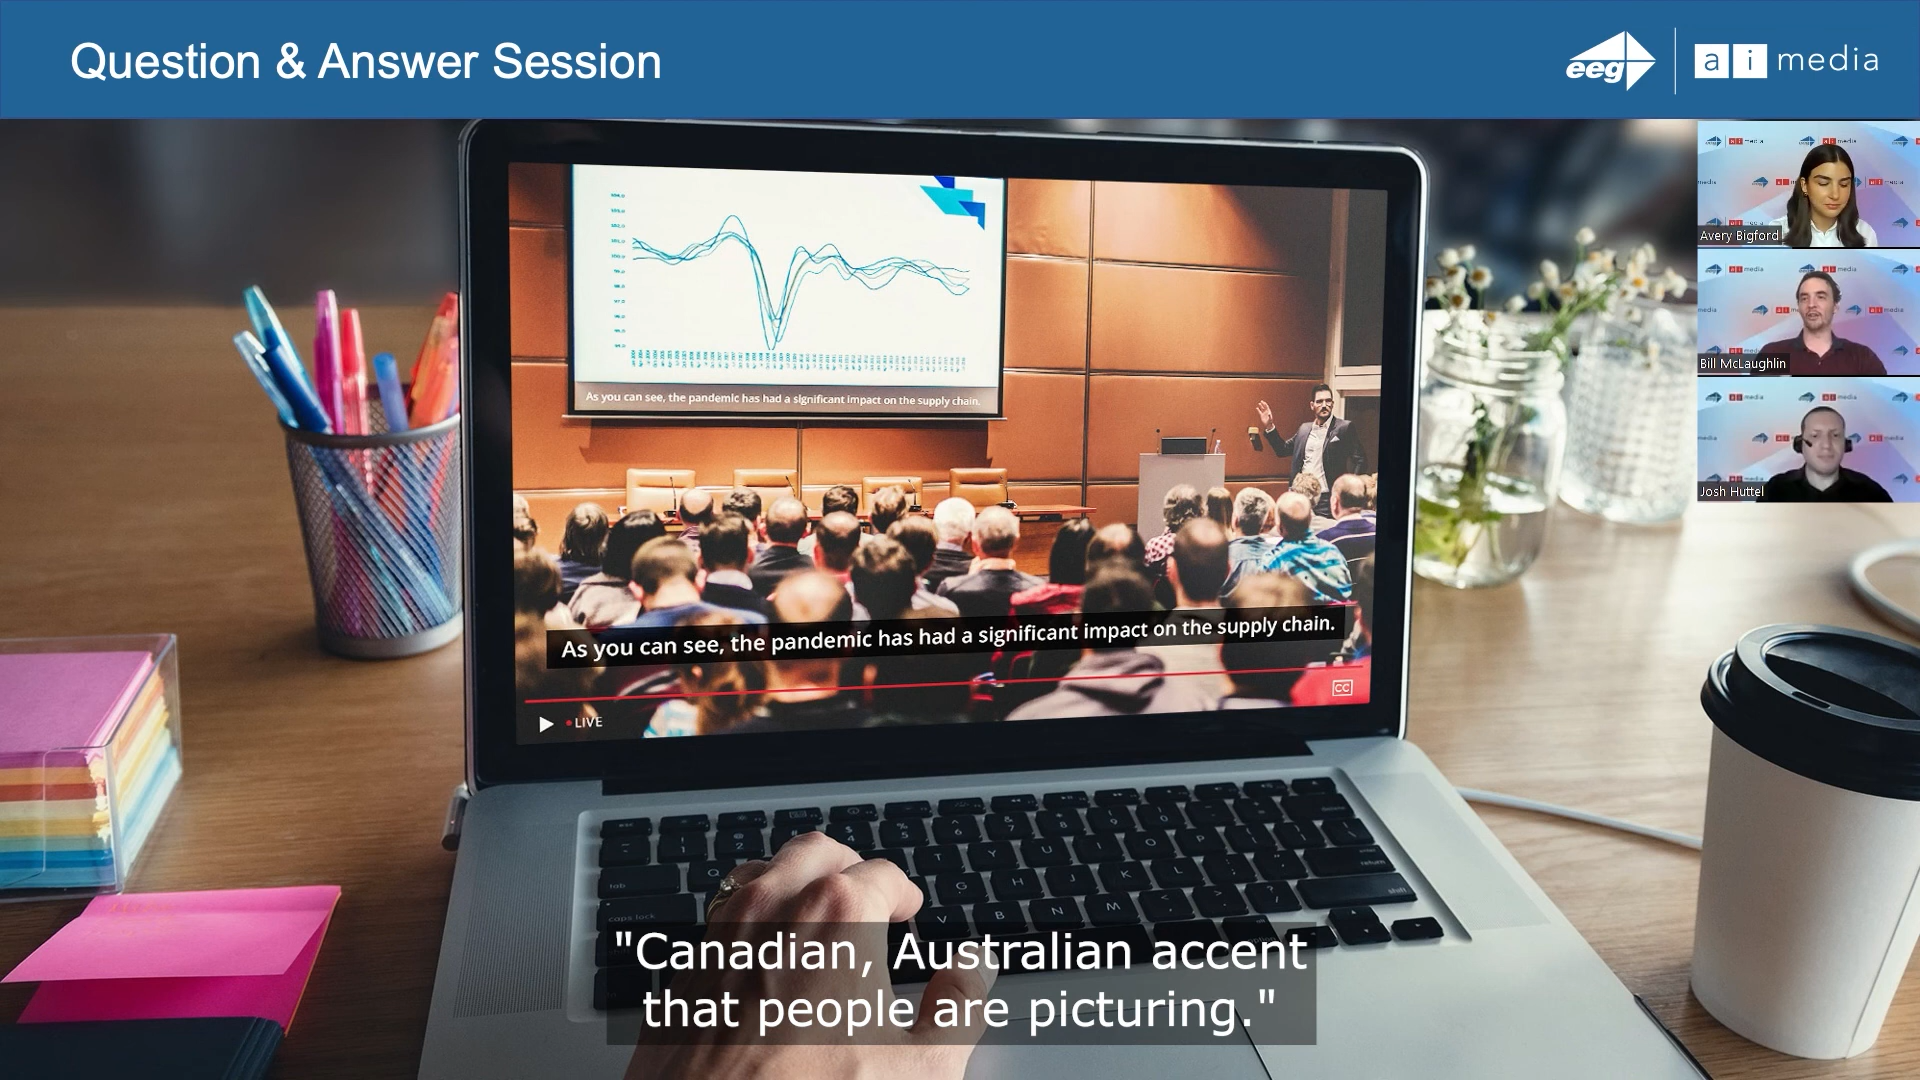 Question & Answer Session
eeg
ai media
Avery Bigford
Bill McLaughlin
Josh Huttel
As you can see, the pandemic has had a significant impact on the supply chain.
As you can see, the pandemic has had a significant impact on the supply chain.
CC
LIVE
"Canadian, Australian accent
that people are picturing."